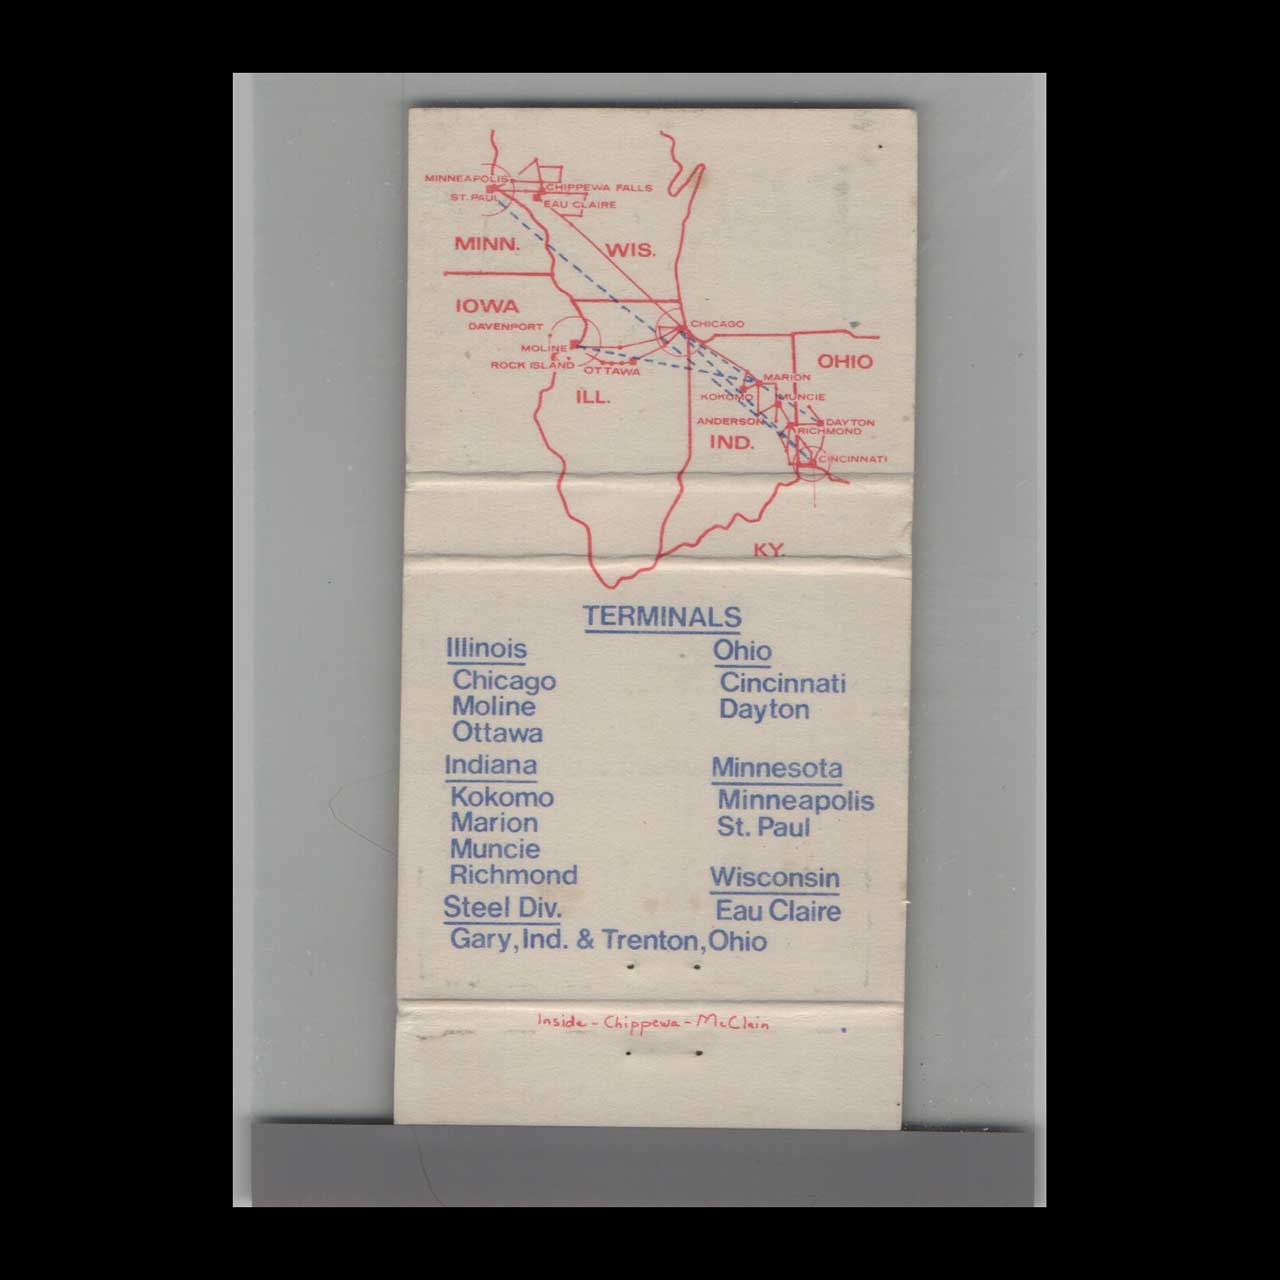 MINNEAPOLIS
CHIPPEWA FALLS
ST. PAUL
EAU CLAIRE
MINN.
WIS.
IOWA
DAVENPORT
CHICAGO
MOLINE
ROCK ISLAND
OTTAWA
OHIO
MARION
ILL.
KOKOMO
MUNCIE
ANDERSON
DAYTON
RICHMOND
IND.
CINCINNATI
KY.
TERMINALS
Illinois
Chicago
Moline
Ottawa
Indiana
Kokomo
Marion
Muncie
Richmond
Steel Div.
Gary, Ind. & Trenton, Ohio
Ohio
Cincinnati
Dayton
Minnesota
Minneapolis
St. Paul
Wisconsin
Eau Claire
Inside - Chippewa - McClain